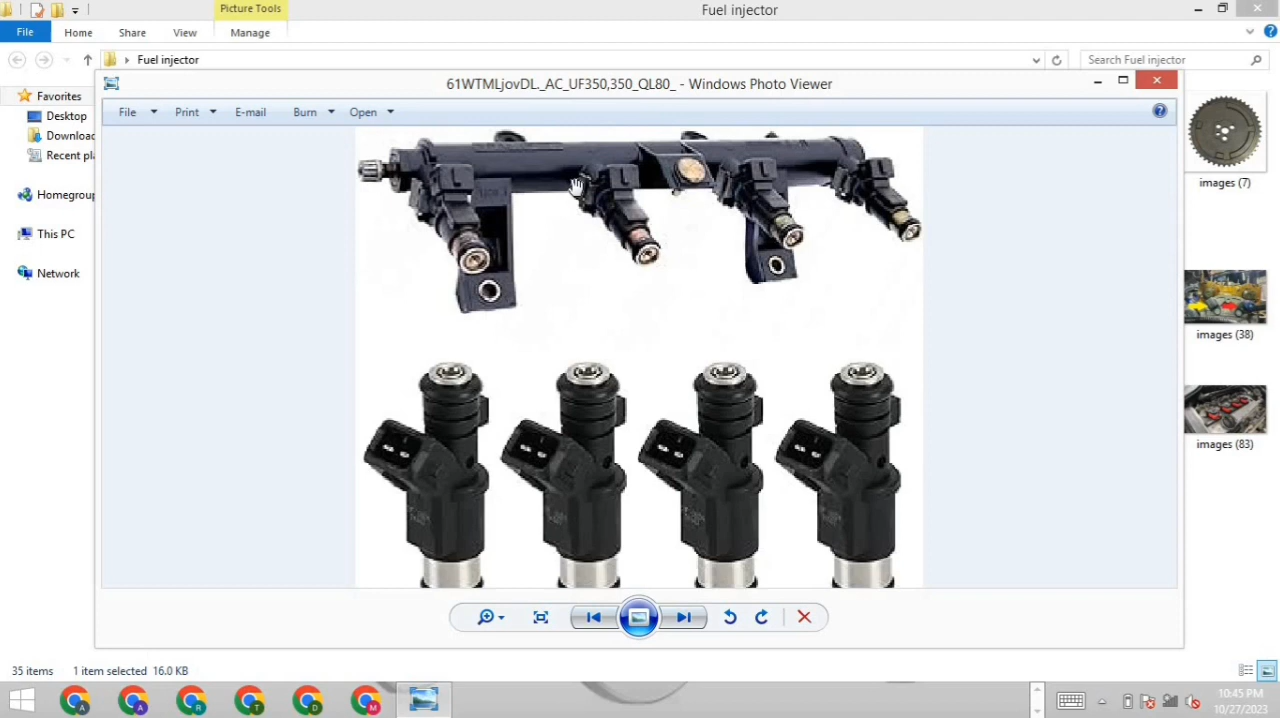 Picture Tools
Fuel injector
File
Home
Share
View
Manage
Fuel injector
Search Fuel injector
61WTMLjovDL._AC_UF350,350_QL80_ - Windows Photo Viewer
File
Print
E-mail
Burn
Open
Favorites
Desktop
Downloac
Recent pla
Homegroup
This PC
Network
images (7)
images (38)
images (83)
35 items
1 item selected 16.0 KB
A
A
R
T
D
M
10:45 PM
10/27/2023